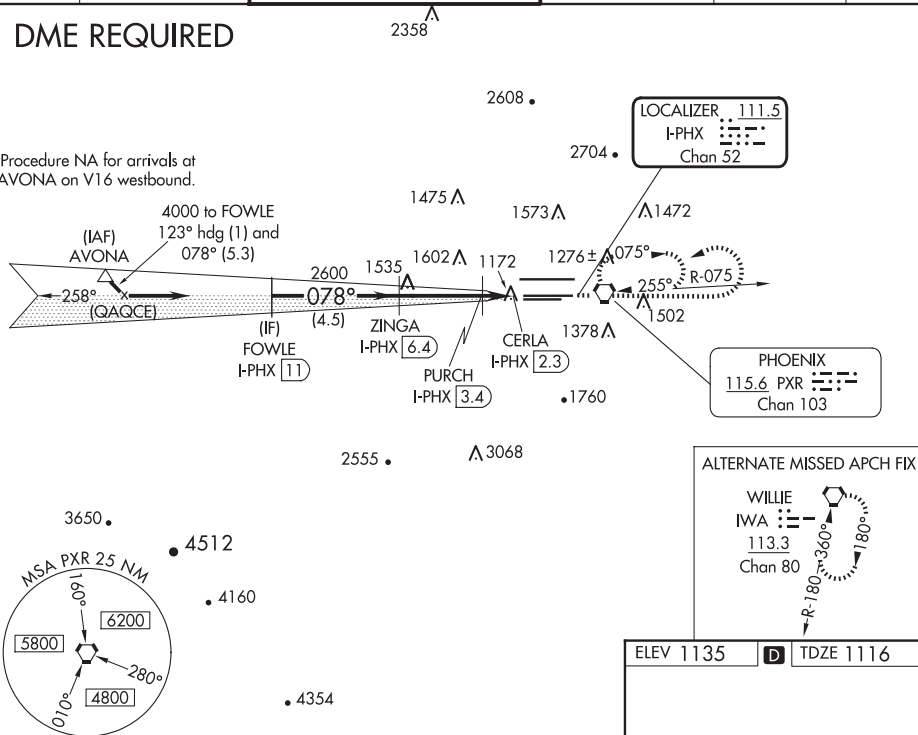 DME REQUIRED
2358
2608
2704
LOCALIZER 111.5
I-PHX
Chan 52
Procedure NA for arrivals at
AVONA on V16 westbound.
4000 to FOWLE
123° hdg (1) and
078° (5.3)
(IAF)
AVONA
1475
1573
1472
1602
1535
1172
1276±
075°
2600
258°
078°
255°
R-075
(QAQCE)
(4.5)
1502
(IF)
FOWLE
I-PHX 11
ZINGA
I-PHX 6.4
CERLA
I-PHX 2.3
1378
PURCH
I-PHX 3.4
PHOENIX
115.6 PXR
Chan 103
1760
2555
3068
ALTERNATE MISSED APCH FIX
WILLIE
IWA
113.3
Chan 80
360°
180°
R-180
3650
4512
4160
4354
MSA PXR 25 NM
160°
6200
5800
280°
4800
010°
ELEV 1135 D TDZE 1116